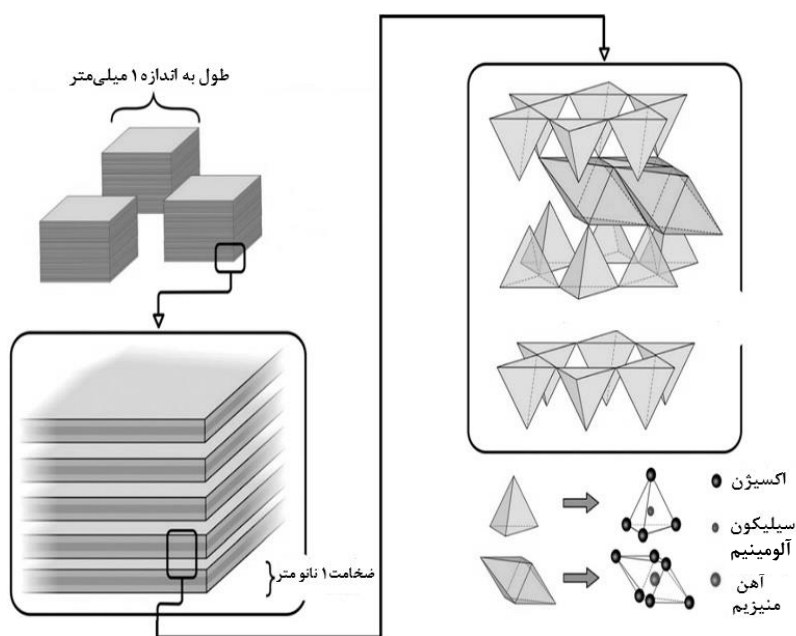 طول به اندازه ۱ میلی‌متر
ضخامت ۱ نانو متر
اکسیژن
سیلیکون
آلومینیم
آهن
منیزیم